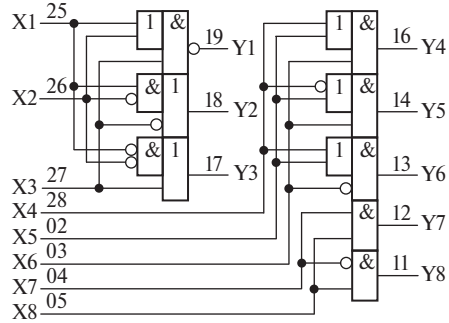 X1 25 1 & 19 Y1
X2 26 & 1 18 Y2
& 1 17 Y3
X3 27
X4 28
X5 02
X6 03
X7 04
X8 05
1 & 16 Y4
1 & 14 Y5
1 & 13 Y6
& 12 Y7
& 11 Y8